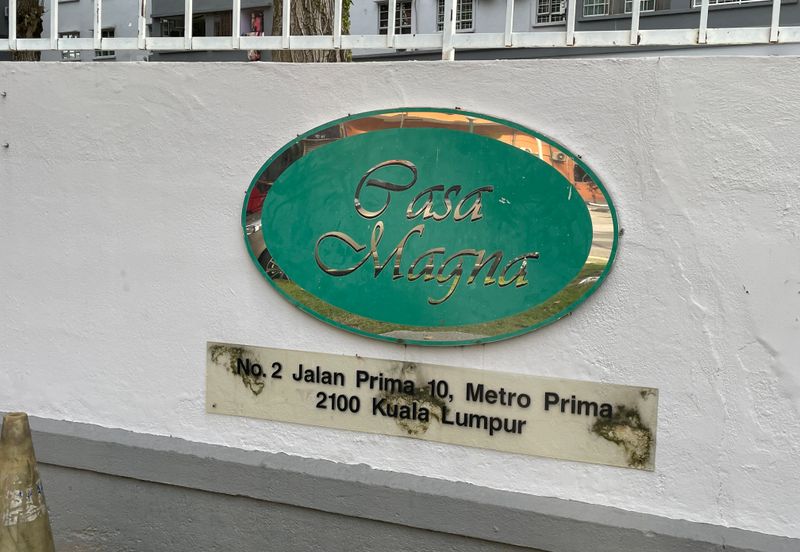 Casa
Magna
No. 2 Jalan Prima 10, Metro Prima
2100 Kuala Lumpur